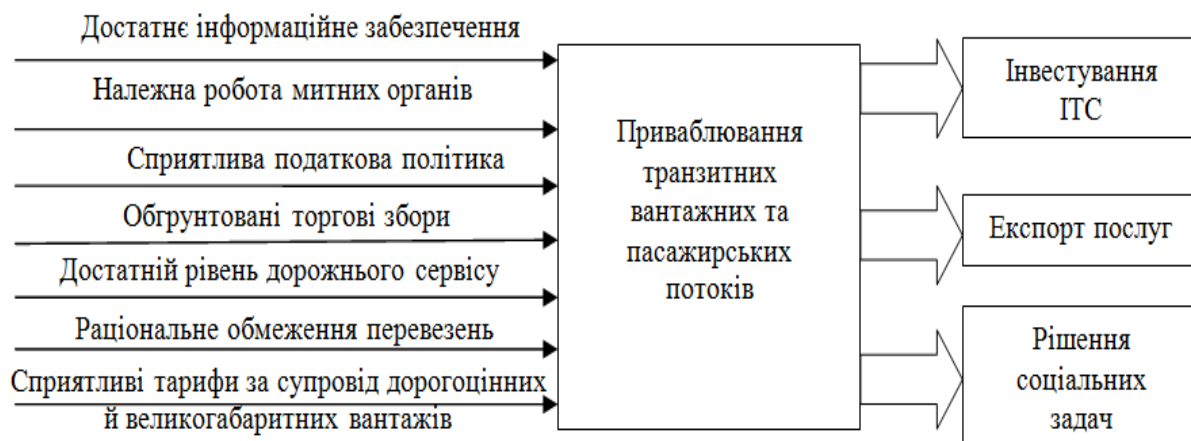 Достатнє інформаційне забезпечення
Належна робота митних органів
Сприятлива податкова політика
Обгрунтовані торгові збори
Достатній рівень дорожнього сервісу
Раціональне обмеження перевезень
Сприятливі тарифи за супровід дорогоцінних
й великогабаритних вантажів
Приваблювання
транзитних
вантажних та
пасажирських
потоків
Інвестування
ІТС
Експорт послуг
Рішення
соціальних
задач